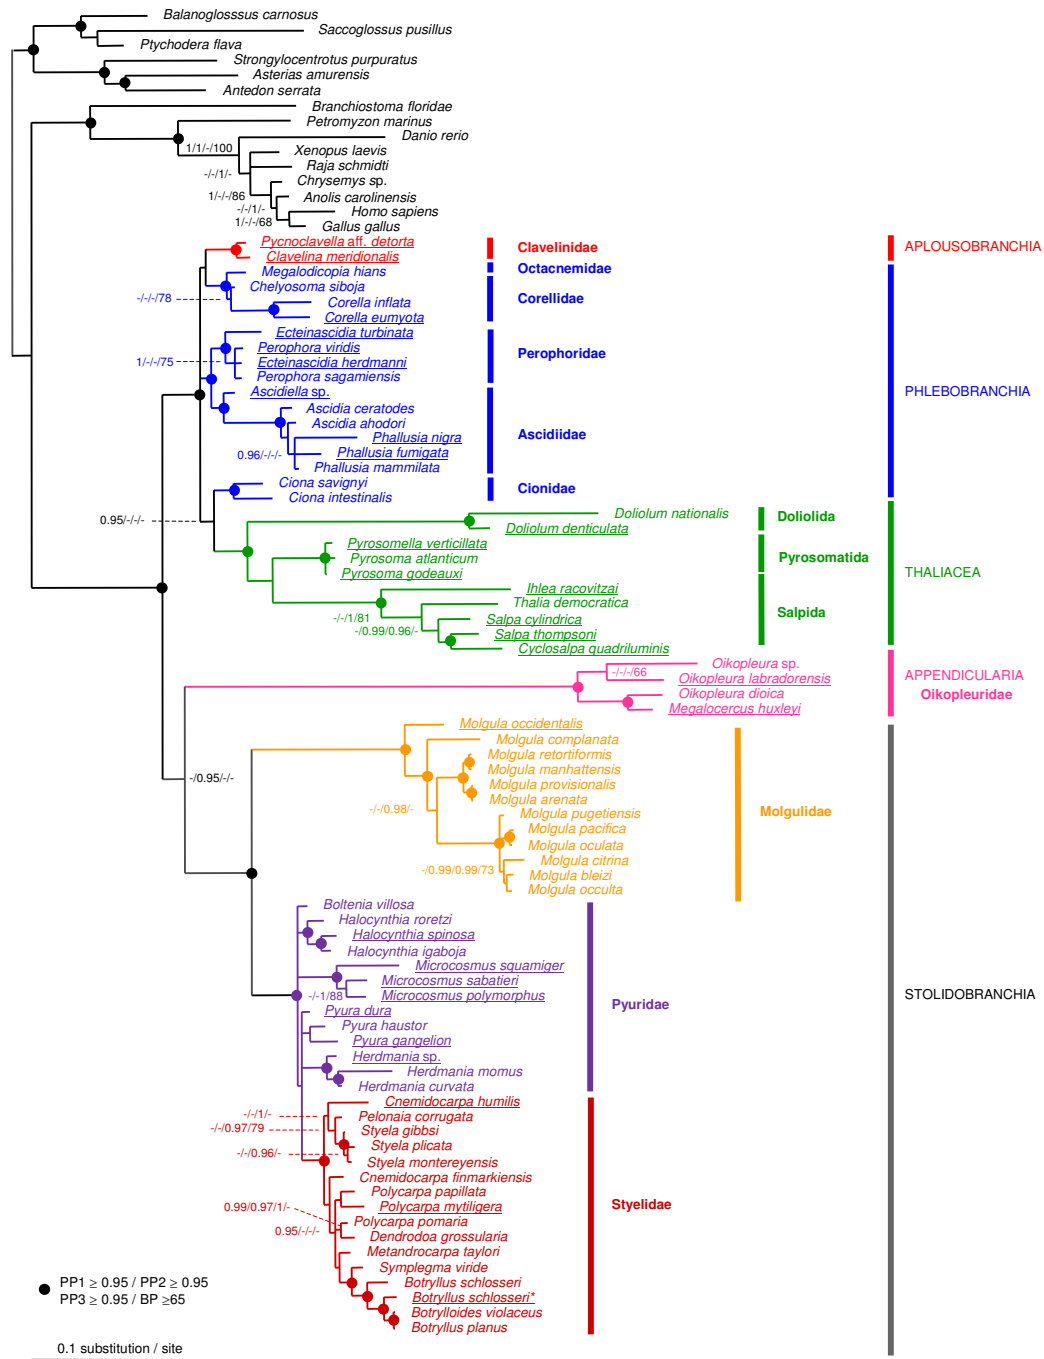 Balanoglosssus carnosus
Saccoglossus pusillus
Ptychodera flava
Strongylocentrotus purpuratus
Asterias amurensis
Antedon serrata
Branchiostoma floridae
Petromyzon marinus
Danio rerio
1/1/-/100
Xenopus laevis
Raja schmidti
-/-/1/-
Chrysemys sp.
1/-/-/86
Anolis carolinensis
-/-/1/-
Homo sapiens
1/-/-/68
Gallus gallus
Pycnoclavella aff. detorta
Clavelina meridionalis
Clavelinidae
APLOUSOBRANCHIA
Megalodicopia hians
Octacnemidae
Chelyosoma siboja
-/-/-/78
Corella inflata
Corellidae
Corella eumyota
Ecteinascidia turbinata
Perophora viridis
Perophoridae
1/-/-/75
Ecteinascidia herdmanni
Perophora sagamiensis
Ascidiella sp.
PHLEBOBRANCHIA
Ascidia ceratodes
Ascidia ahodori
Phallusia nigra
Ascidiidae
0.96/-/-/-
Phallusia fumigata
Phallusia mammilata
Ciona savignyi
Cionidae
Ciona intestinalis
0.95/-/-/-
Doliolum nationalis
Doliolida
Doliolum denticulata
Pyrosomella verticillata
Pyrosoma atlanticum
Pyrosomatida
Pyrosoma godeauxi
THALIACEA
Ihlea racovitzai
Thalia democratica
Salpida
-/-/1/81
Salpa cylindrica
-/0.99/0.96/-
Salpa thompsoni
Cyclosalpa quadriluminis
Oikopleura sp.
-/-/-/66
Oikopleura labradorensis
APPENDICULARIA
Oikopleura dioica
Oikopleuridae
Megalocercus huxleyi
Molgula occidentalis
Molgula complanata
Molgula retortiformis
Molgula manhattensis
-/0.95/-/-
Molgula provisionalis
Molgula arenata
-/-/0.98/-
Molgula pugetiensis
Molgulidae
Molgula pacifica
Molgula oculata
Molgula citrina
-/0.99/0.99/73
Molgula bleizi
Molgula occulta
Boltenia villosa
Halocynthia roretzi
Halocynthia spinosa
Halocynthia igaboja
Microcosmus squamiger
Microcosmus sabatieri
-/-1/88
Microcosmus polymorphus
STOLIDOBRANCHIA
Pyuridae
Pyura dura
Pyura haustor
Pyura gangelion
Herdmania sp.
Herdmania momus
Herdmania curvata
Cnemidocarpa humilis
-/-/1/-
Pelonaia corrugata
-/-/0.97/79
Styela gibbsi
Styela plicata
-/-/0.96/-
Styela montereyensis
Cnemidocarpa finmarkiensis
Polycarpa papillata
0.99/0.97/1/-
Polycarpa mytiligera
Styelidae
Polycarpa pomaria
0.95/-/-/-
Dendrodoa grossularia
Metandrocarpa taylori
Symplegma viride
Botryllus schlosseri
Botryllus schlosseri*
Botrylloides violaceus
Botryllus planus
PP1 ≥ 0.95 / PP2 ≥ 0.95
PP3 ≥ 0.95 / BP ≥65
0.1 substitution / site